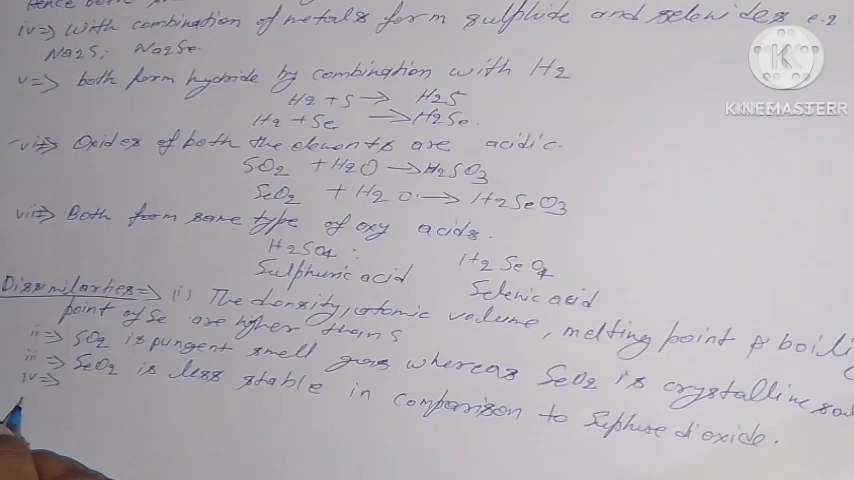 Hence both
iv⇒ With combination of metals form sulphide and selenides e.g.
Na2S, Na2Se.
v⇒ both form hydride by combination with H2
H2 + S → H2S
H2 + Se → H2Se.
vi⇒ Oxides of both the elements are acidic.
SO2 + H2O → H2SO3
SeO2 + H2O → H2SeO3
vii⇒ Both form same type of oxy acids.
H2SO4 : H2SeO4
Sulphuric acid Selenic acid
Dissimilarties⇒ (i) The density, atomic volume, melting point & boili
point of Se are higher than S
ii⇒ SO2 is pungent smell gas whereas SeO2 is crystalline
iii⇒ SeO2 is less stable in comparison to Suphur dioxide.
iv⇒
K
KINEMASTERR